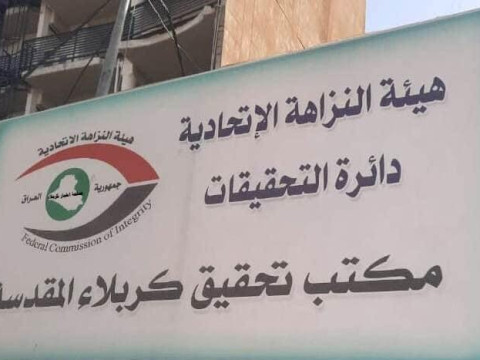 هيئة النزاهة الإتحادية
دائرة التحقيقات
هيئة النزاهة الاتحادية
جمهورية العراق
Federal Commission of Integrity
مكتب تحقيق كربلاء المقدسة